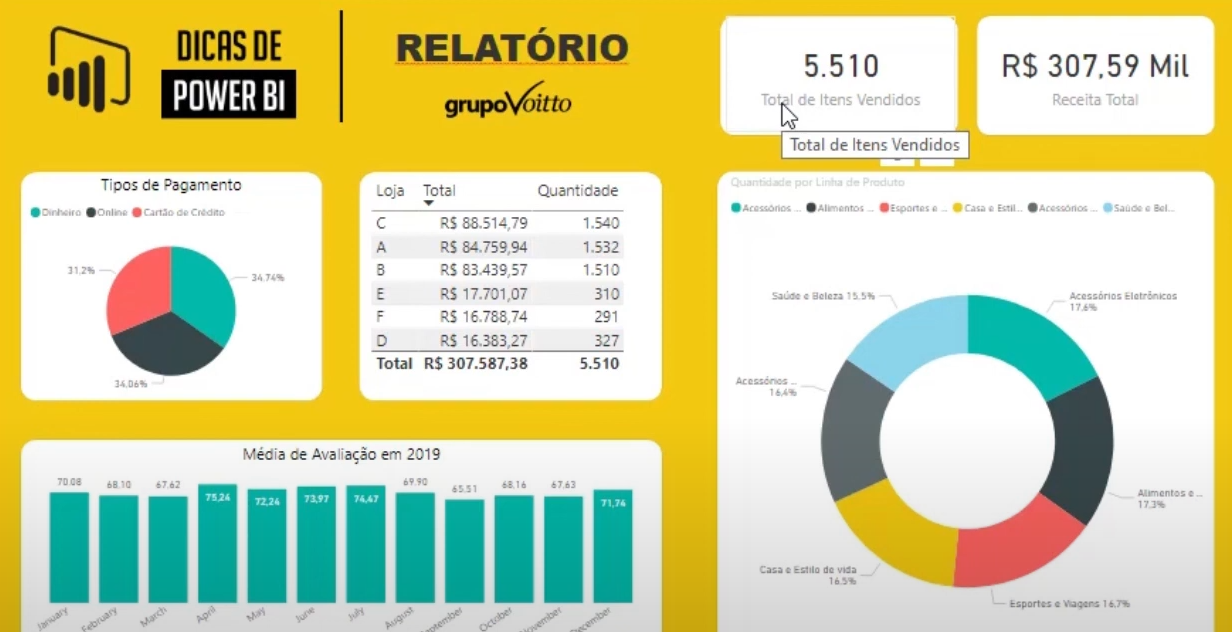 DICAS DE
POWER BI
RELATÓRIO
grupoVoitto
5.510
Total de Itens Vendidos
Total de Itens Vendidos
R$ 307,59 Mil
Receita Total
Tipos de Pagamento
Dinheiro Online Cartão de Crédito
31,2%
34.74%
34,06%
Loja Total Quantidade
C R$ 88.514,79 1.540
A R$ 84.759,94 1.532
B R$ 83.439,57 1.510
E R$ 17.701,07 310
F R$ 16.788,74 291
D R$ 16.383,27 327
Total R$ 307.587,38 5.510
Quantidade por Linha de Produto
Acessórios ... Alimentos ... Esportes e ... Casa e Estil... Acessórios ... Saúde e Bel...
Saúde e Beleza 15,5%
Acessórios Eletrônicos
17,6%
Acessórios ...
16,4%
Alimentos e ...
17,3%
Casa e Estilo de vida
16,5%
Esportes e Viagens 16,7%
Média de Avaliação em 2019
70.08 68,10 67.62 75,24 72,24 73,97 74,47 69.90 65.51 68.16 67.63 71,74
January February March April May June July August September October November December